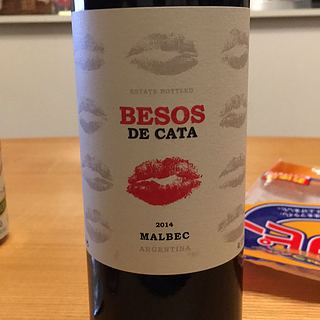 ESTATE BOTTLED
BESOS
DE CATA
2014
MALBEC
ARGENTINA